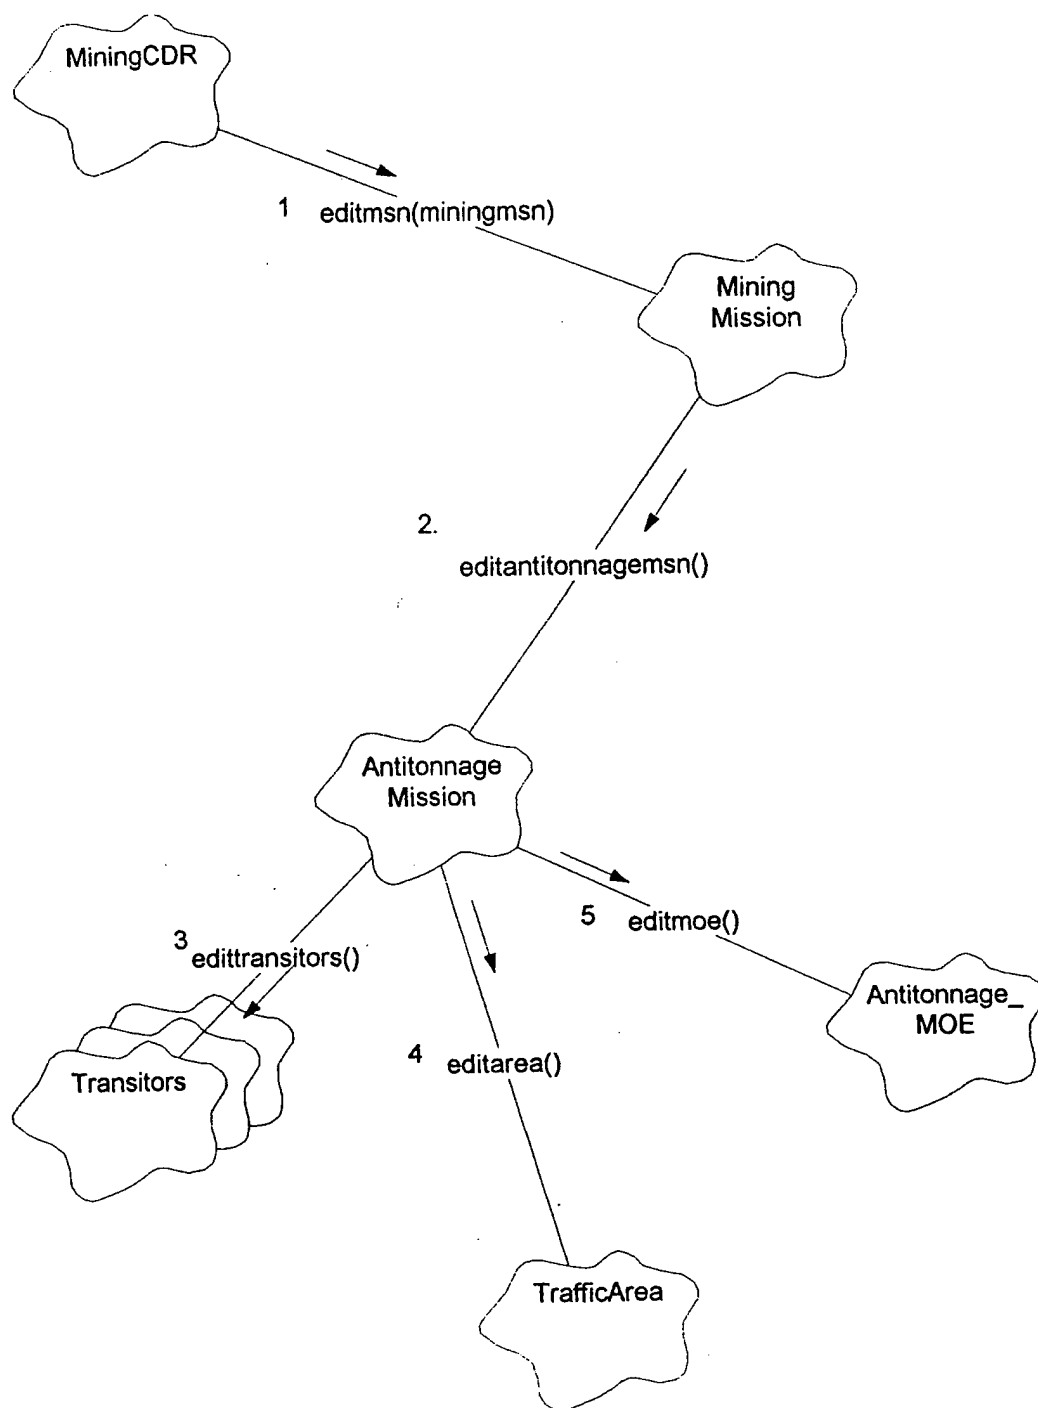 MiningCDR
1 editmsn(miningmsn)
Mining
Mission
2.
editantitonnagemsn()
Antitonnage
Mission
3
edittransitors()
5 editmoe()
Antitonnage_
MOE
4 editarea()
Transitors
TrafficArea